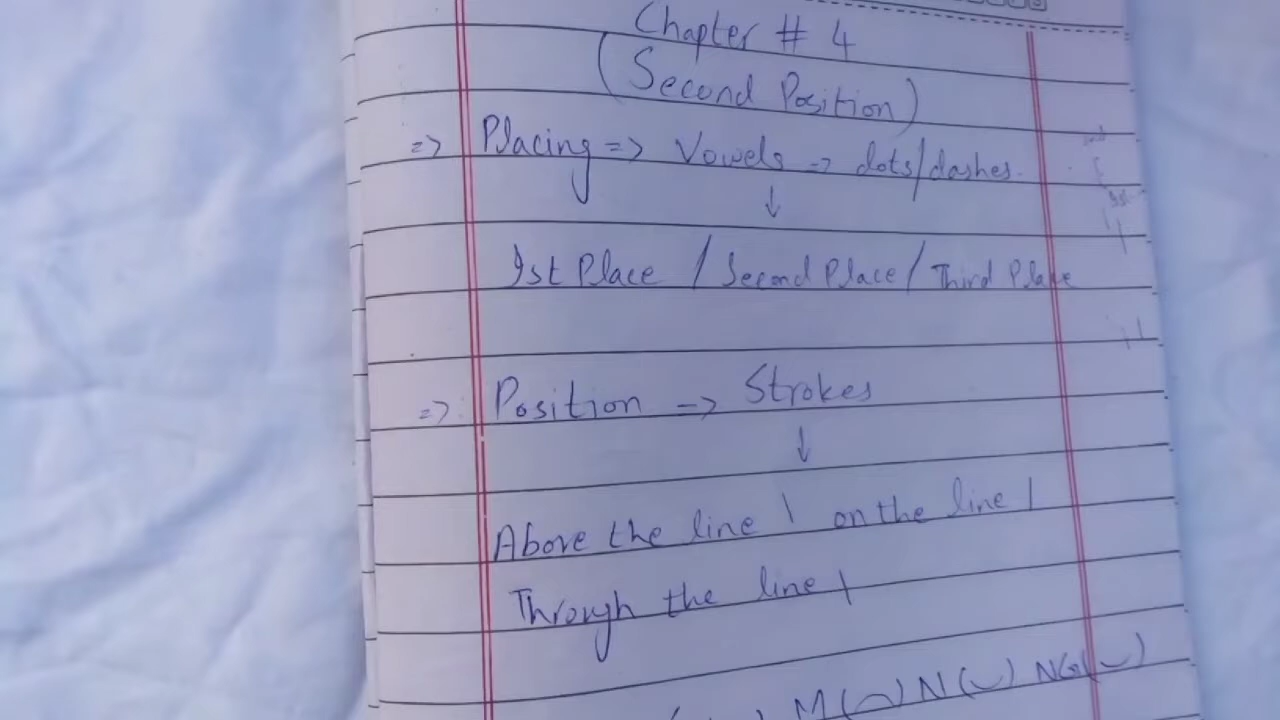 Chapter # 4
(Second Position)
=> Placing => Vowels => dots/dashes.
↓
1st Place / Second Place / Third Place
=> Position -> Strokes
↓
Above the line \ on the line |
Through the line \
M(⌒) N(‿) NG(‿)